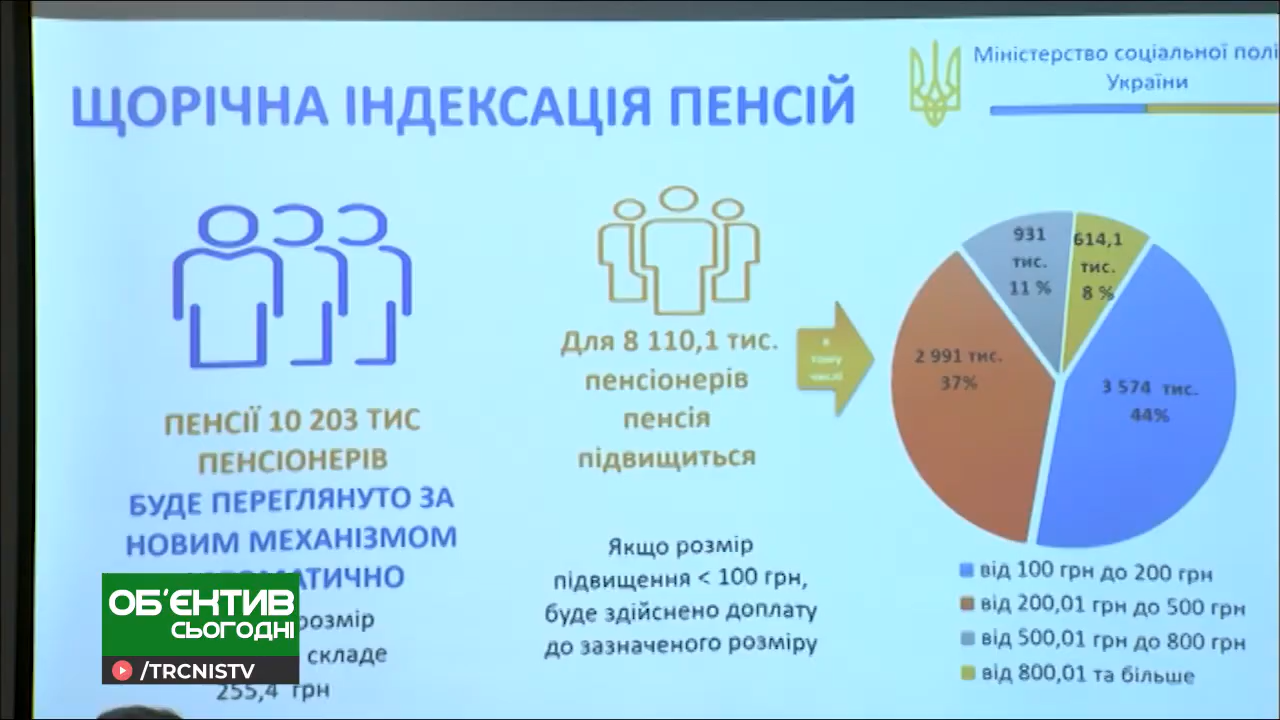 ЩОРІЧНА ІНДЕКСАЦІЯ ПЕНСІЙ
Міністерство соціальної полі
України
ПЕНСІЇ 10 203 ТИС
ПЕНСІОНЕРІВ
БУДЕ ПЕРЕГЛЯНУТО ЗА
НОВИМ МЕХАНІЗМОМ
розмір
складе
255,4 грн
Для 8 110,1 тис.
пенсіонерів
пенсія
підвищиться
Якщо розмір
підвищення < 100 грн,
буде здійснено доплату
до зазначеного розміру
в
тому
числі
931
тис.
11 %
614,1
тис.
8 %
2 991 тис.
37%
3 574 тис.
44%
від 100 грн до 200 грн
від 200,01 грн до 500 грн
від 500,01 грн до 800 грн
від 800,01 та більше
ОБ'ЄКТИВ
СЬОГОДНІ
/TRCNISTV